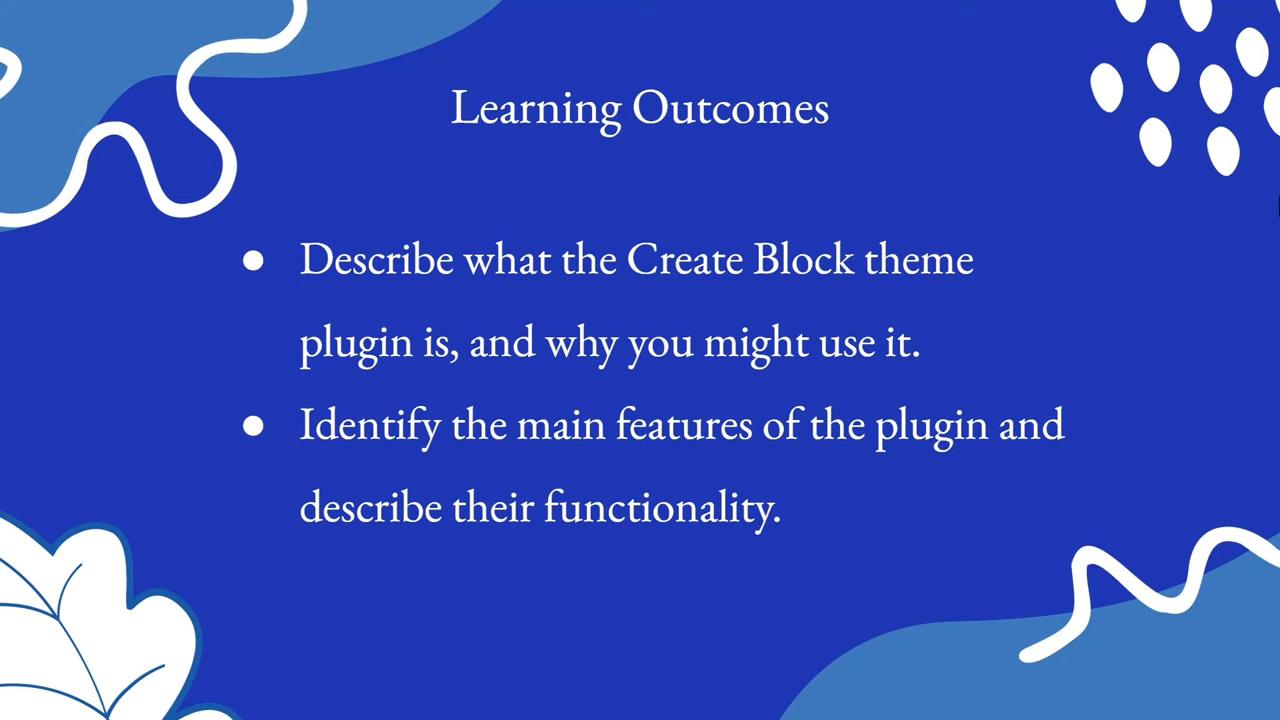 Learning Outcomes
● Describe what the Create Block theme
plugin is, and why you might use it.
● Identify the main features of the plugin and
describe their functionality.